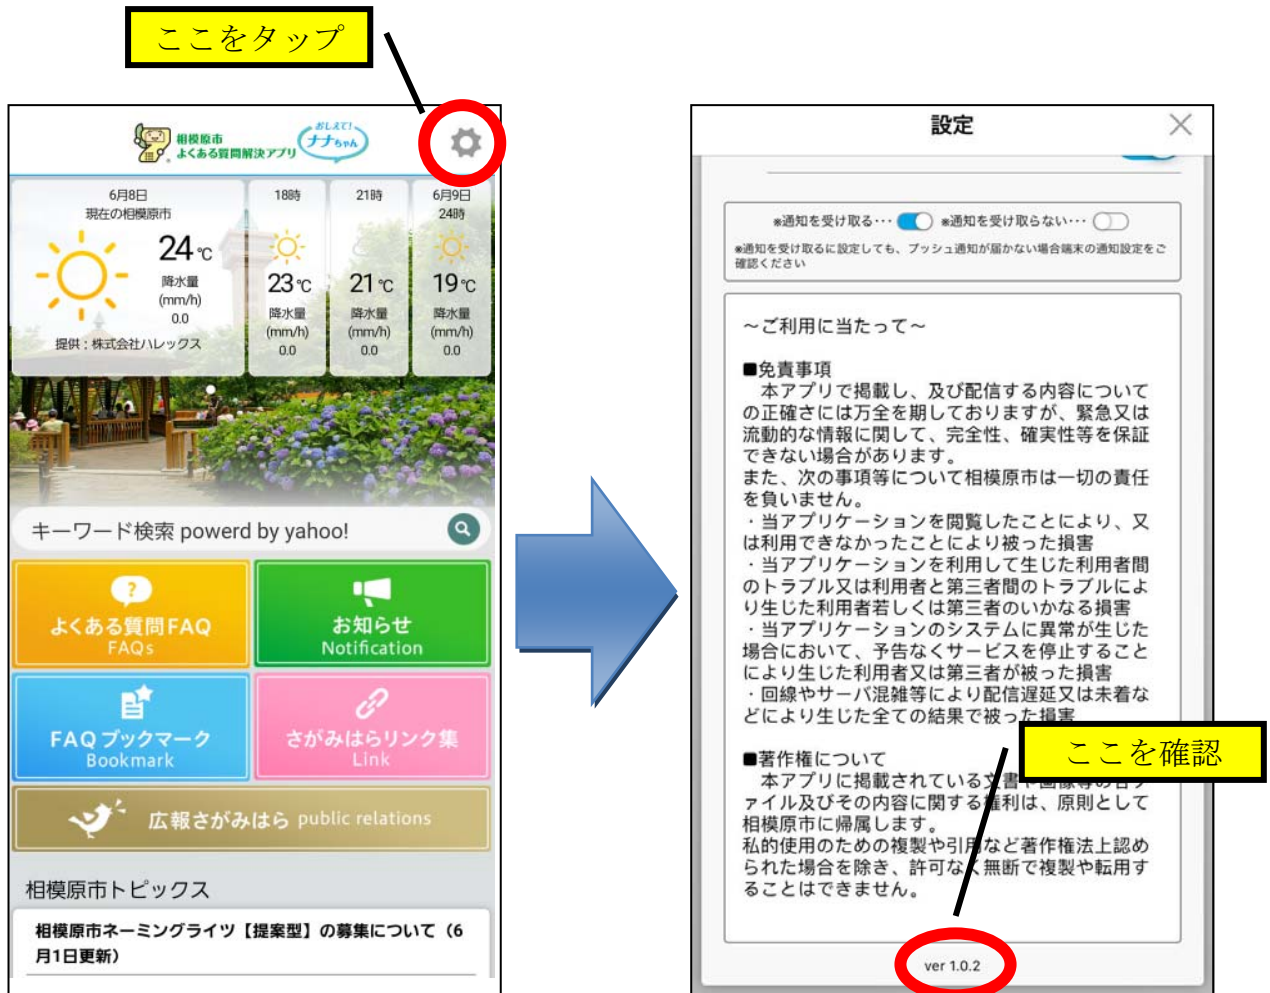 ここをタップ
相模原市
よくある質問解決アプリ
おしえて!
ナナちゃん
6月8日
現在の相模原市
24℃
降水量
(mm/h)
0.0
提供：株式会社ハレックス
18時
23℃
降水量
(mm/h)
0.0
21時
21℃
降水量
(mm/h)
0.0
6月9日
24時
19℃
降水量
(mm/h)
0.0
キーワード検索 powerd by yahoo!
よくある質問FAQ
FAQs
お知らせ
Notification
FAQブックマーク
Bookmark
さがみはらリンク集
Link
広報さがみはら public relations
相模原市トピックス
相模原市ネーミングライツ【提案型】の募集について（6
月1日更新）
設定
※通知を受け取る･･･ ※通知を受け取らない･･･
※通知を受け取るに設定しても、プッシュ通知が届かない場合端末の通知設定をご
確認ください
～ご利用に当たって～
■免責事項
本アプリで掲載し、及び配信する内容について
の正確さには万全を期しておりますが、緊急又は
流動的な情報に関して、完全性、確実性等を保証
できない場合があります。
また、次の事項等について相模原市は一切の責任
を負いません。
・当アプリケーションを閲覧したことにより、又
は利用できなかったことにより被った損害
・当アプリケーションを利用して生じた利用者間
のトラブル又は利用者と第三者間のトラブルによ
り生じた利用者若しくは第三者のいかなる損害
・当アプリケーションのシステムに異常が生じた
場合において、予告なくサービスを停止すること
により生じた利用者又は第三者が被った損害
・回線やサーバ混雑等により配信遅延又は未着な
どにより生じた全ての結果で被った損害
ここを確認
■著作権について
本アプリに掲載されている文書や画像等の各フ
ァイル及びその内容に関する権利は、原則として
相模原市に帰属します。
私的使用のための複製や引用など著作権法上認め
られた場合を除き、許可なく無断で複製や転用す
ることはできません。
ver 1.0.2